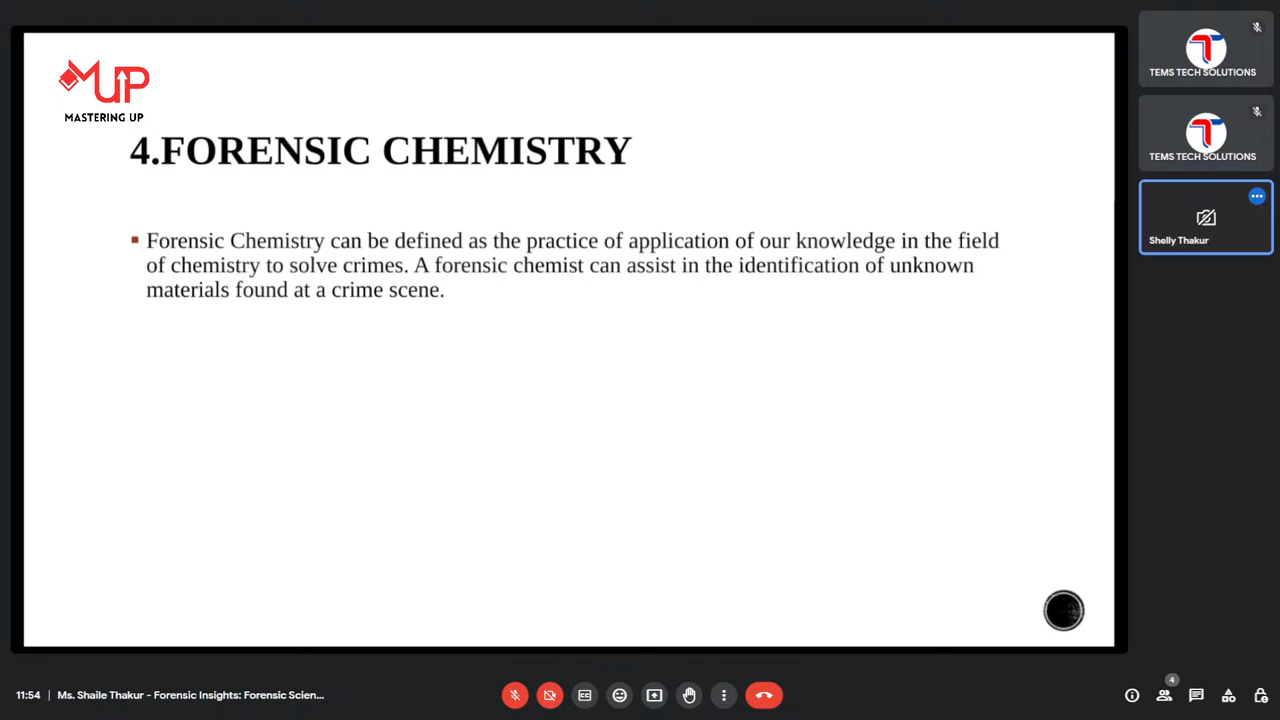 MUP
MASTERING UP
4.FORENSIC CHEMISTRY
Forensic Chemistry can be defined as the practice of application of our knowledge in the field
of chemistry to solve crimes. A forensic chemist can assist in the identification of unknown
materials found at a crime scene.
TEMS TECH SOLUTIONS
TEMS TECH SOLUTIONS
Shelly Thakur
11:54 | Ms. Shaile Thakur - Forensic Insights: Forensic Scien...
4